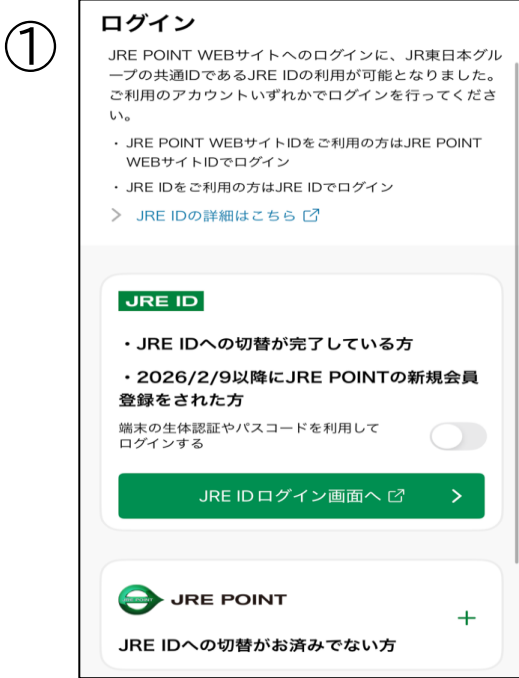 ①
ログイン
JRE POINT WEBサイトへのログインに、JR東日本グル
ープの共通IDであるJRE IDの利用が可能となりました。
ご利用のアカウントいずれかでログインを行ってくださ
い。
・JRE POINT WEBサイトIDをご利用の方はJRE POINT
WEBサイトIDでログイン
・JRE IDをご利用の方はJRE IDでログイン
JRE IDの詳細はこちら
JRE ID
・JRE IDへの切替が完了している方
・2026/2/9以降にJRE POINTの新規会員
登録をされた方
端末の生体認証やパスコードを利用して
ログインする
JRE IDログイン画面へ
JRE POINT
JRE POINT
JRE IDへの切替がお済みでない方